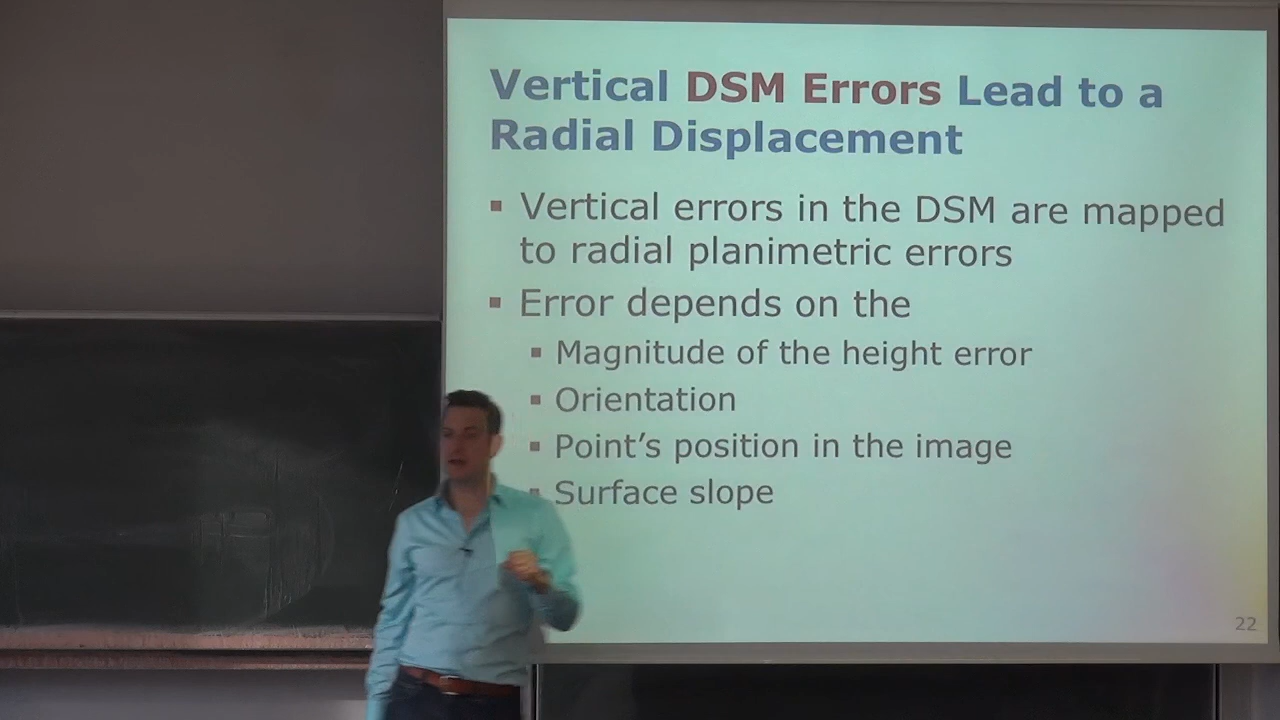 Vertical DSM Errors Lead to a
Radial Displacement
▪ Vertical errors in the DSM are mapped
to radial planimetric errors
▪ Error depends on the
▪ Magnitude of the height error
▪ Orientation
▪ Point's position in the image
▪ Surface slope
22